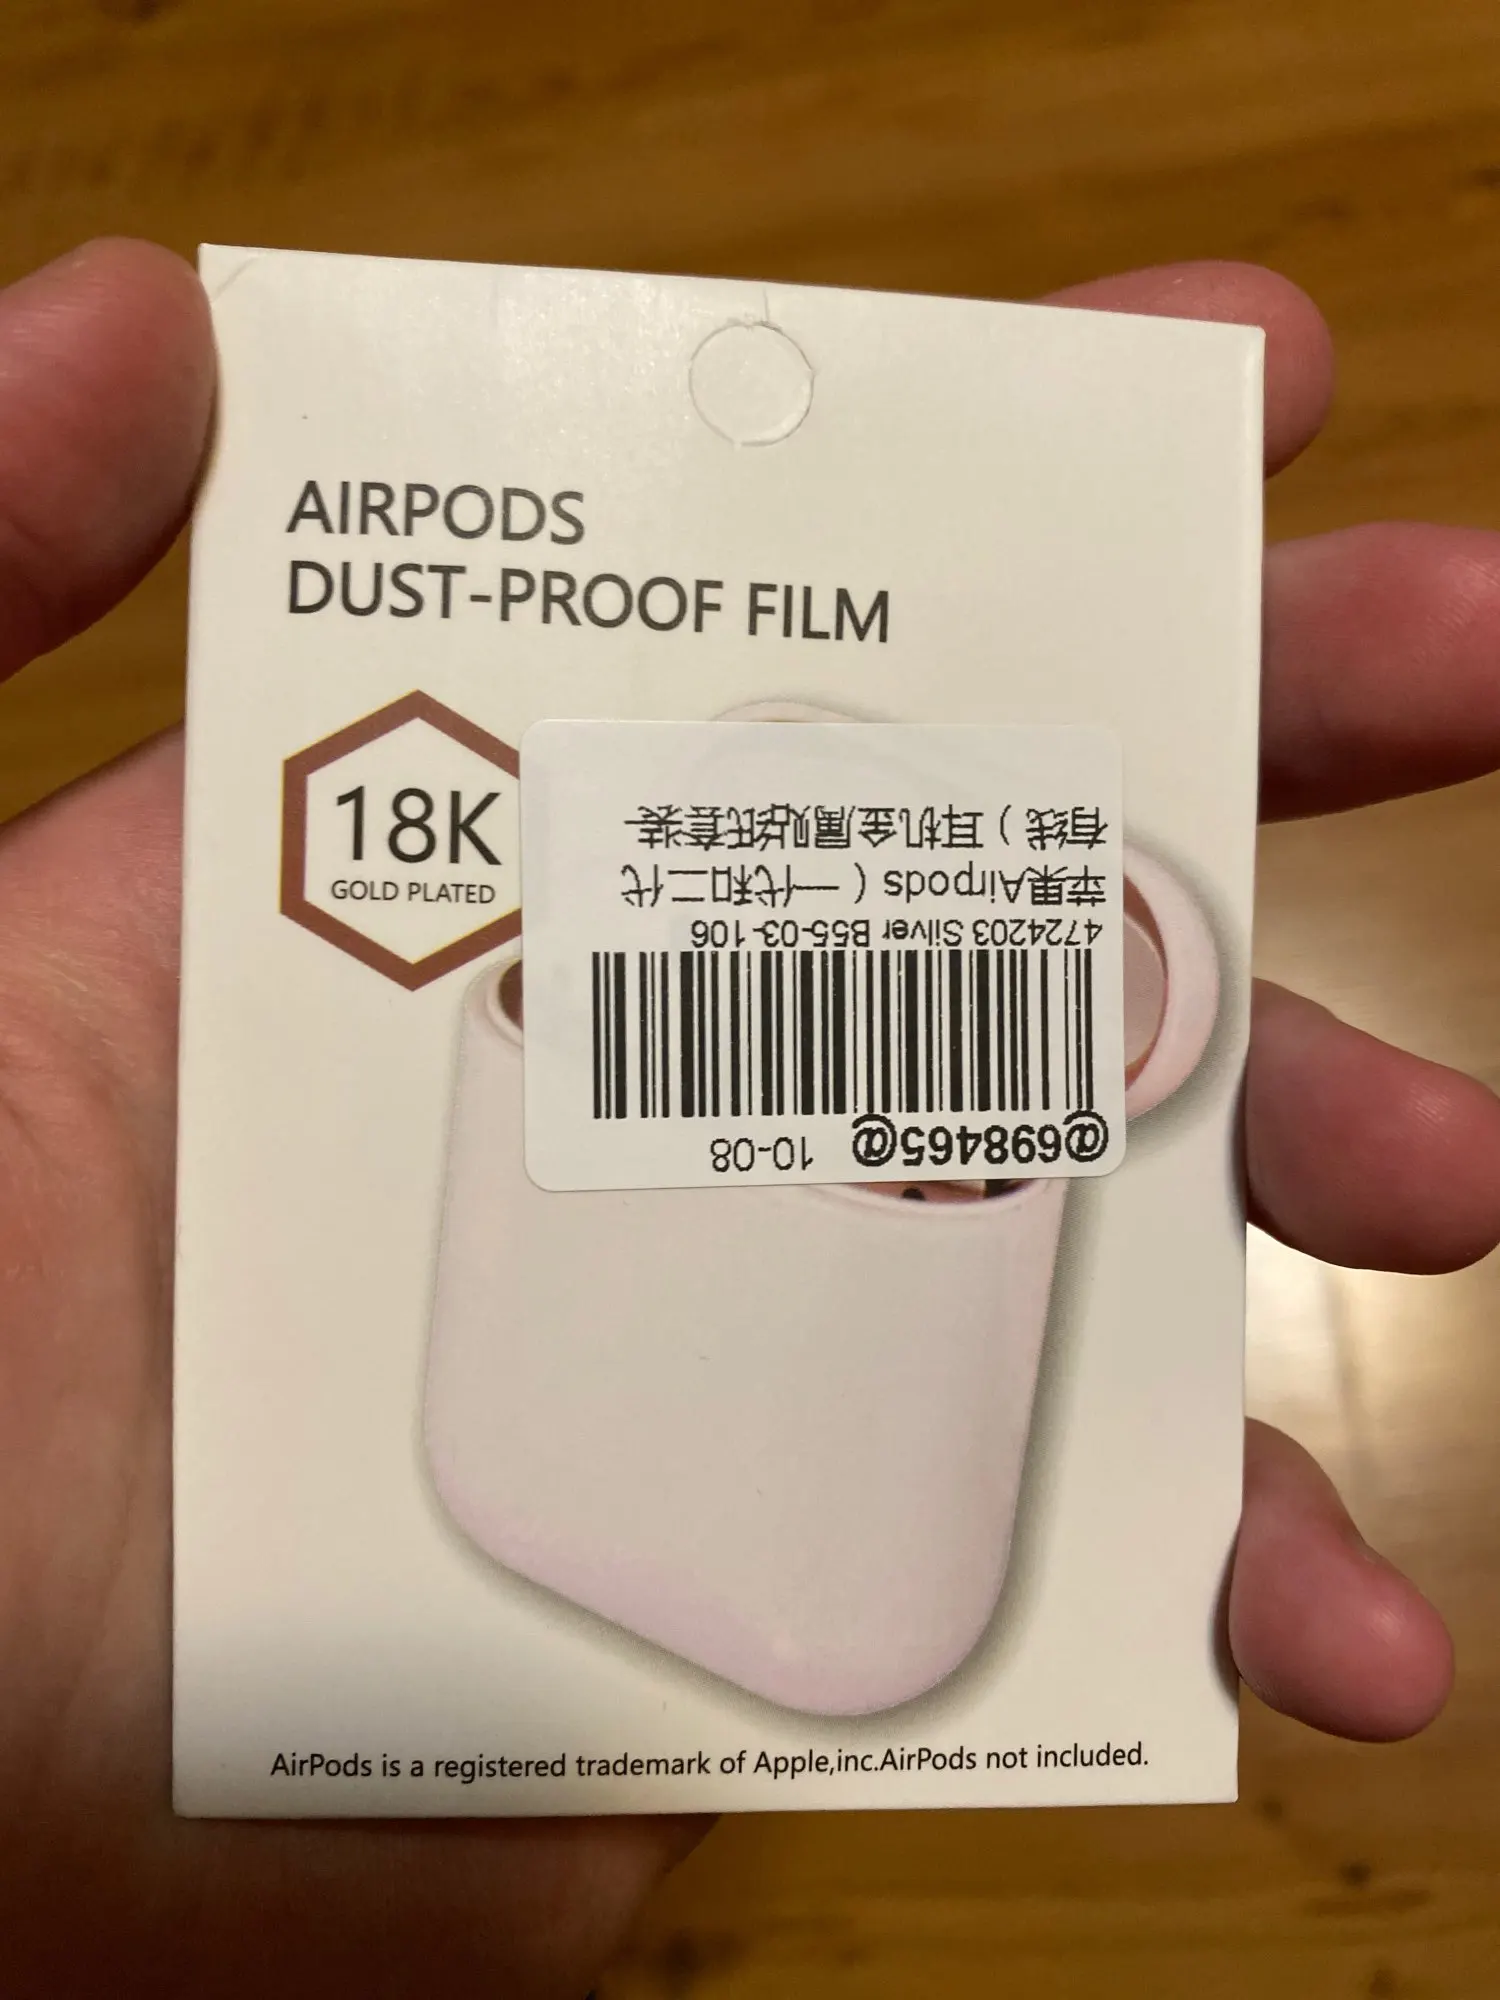 AIRPODS
DUST-PROOF FILM
18K
GOLD PLATED
@698465@ 10-08
4724203 Silver B55-03-106
苹果Airpods（一代和二代
有线）耳机金属贴纸套装
AirPods is a registered trademark of Apple,inc.AirPods not included.